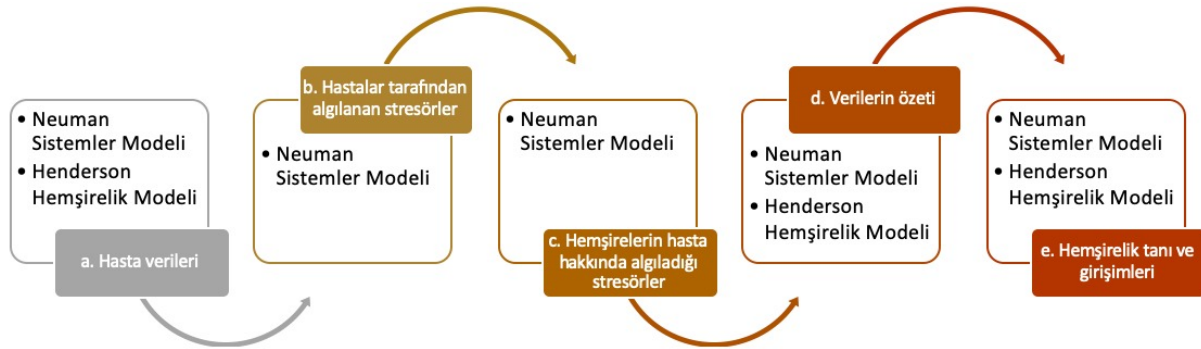 • Neuman
Sistemler Modeli
• Henderson
Hemşirelik Modeli
a. Hasta verileri
b. Hastalar tarafından
algılanan stresörler
• Neuman
Sistemler Modeli
• Neuman
Sistemler Modeli
c. Hemşirelerin hasta
hakkında algıladığı
stresörler
d. Verilerin özeti
• Neuman
Sistemler Modeli
• Henderson
Hemşirelik Modeli
• Neuman
Sistemler Modeli
• Henderson
Hemşirelik Modeli
e. Hemşirelik tanı ve
girişimleri